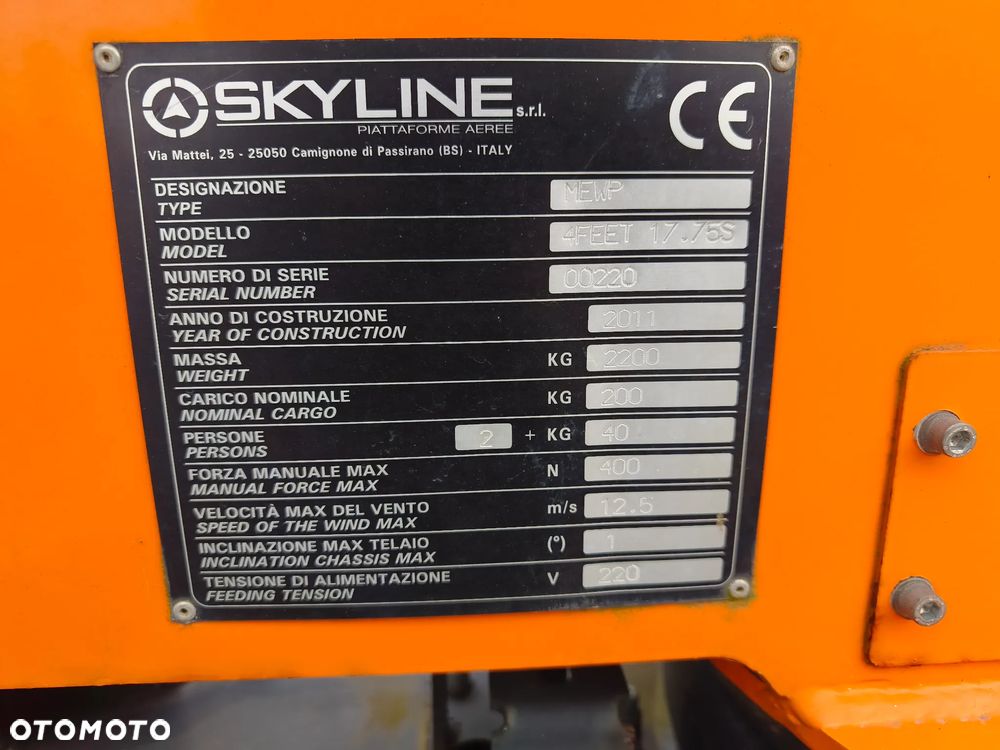 SKYLINE s.r.l.
PIATTAFORME AEREE
CE
Via Mattei, 25 - 25050 Camignone di Passirano (BS) - ITALY
DESIGNAZIONE MEWP
TYPE
MODELLO 4FEET 17.75S
MODEL
NUMERO DI SERIE 00220
SERIAL NUMBER
ANNO DI COSTRUZIONE 2011
YEAR OF CONSTRUCTION
MASSA KG 2200
WEIGHT
CARICO NOMINALE KG 200
NOMINAL CARGO
PERSONE 2 + KG 40
PERSONS
FORZA MANUALE MAX N 400
MANUAL FORCE MAX
VELOCITÀ MAX DEL VENTO m/s 12.5
SPEED OF THE WIND MAX
INCLINAZIONE MAX TELAIO (°) 1
INCLINATION CHASSIS MAX
TENSIONE DI ALIMENTAZIONE V 220
FEEDING TENSION
OTOMOTO